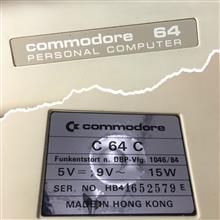 commodore 64
PERSONAL COMPUTER
commodore
C 64 C
Funkentstort n. DBP-Vfg. 1046/84
5V= 9V~ 15W
SER. NO. HB41652579 E
MADE IN HONG KONG